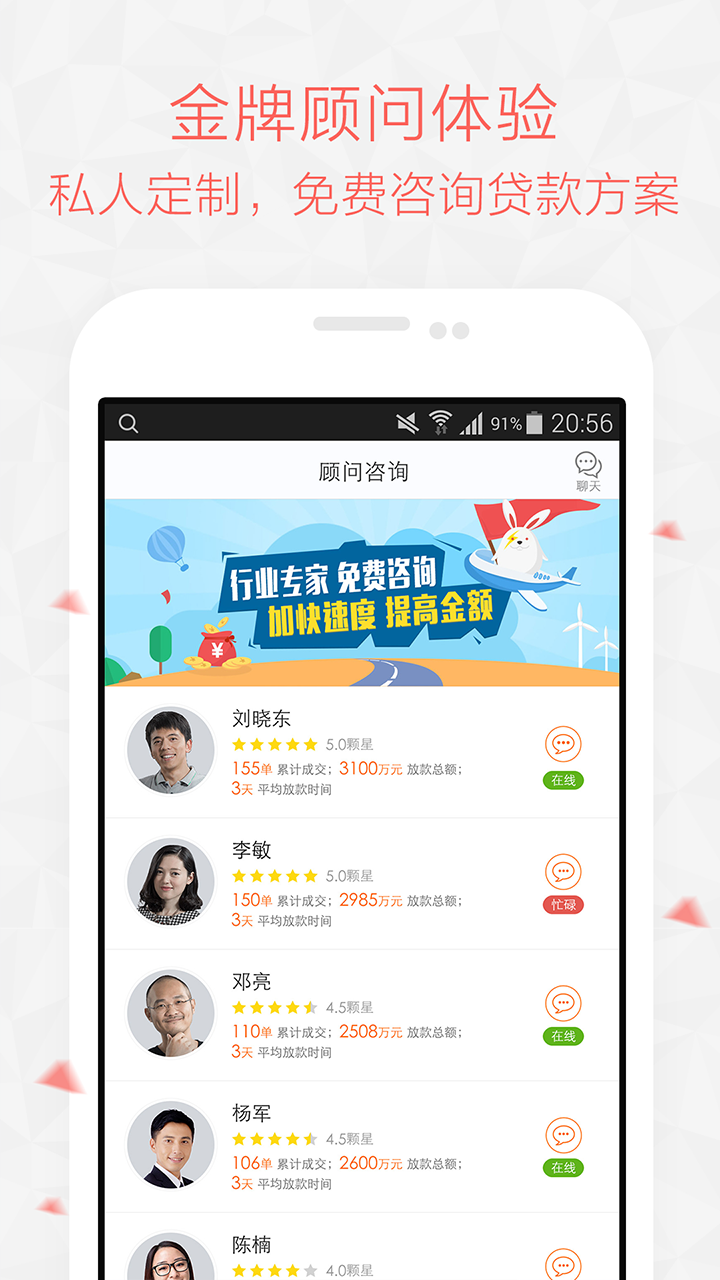 金牌顾问体验
私人定制，免费咨询贷款方案
91% 20:56
顾问咨询
聊天
行业专家 免费咨询
加快速度 提高金额
¥
刘晓东
5.0颗星
155单 累计成交；3100万元 放款总额；
3天 平均放款时间
在线
李敏
5.0颗星
150单 累计成交；2985万元 放款总额；
3天 平均放款时间
忙碌
邓亮
4.5颗星
110单 累计成交；2508万元 放款总额；
3天 平均放款时间
在线
杨军
4.5颗星
106单 累计成交；2600万元 放款总额；
3天 平均放款时间
在线
陈楠
4.0颗星